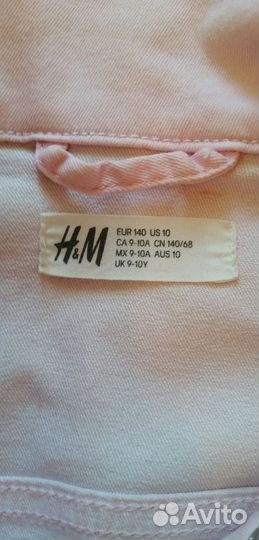 H&M
EUR 140 US 10
CA 9-10A CN 140/68
MX 9-10A AUS 10
UK 9-10Y
Avito